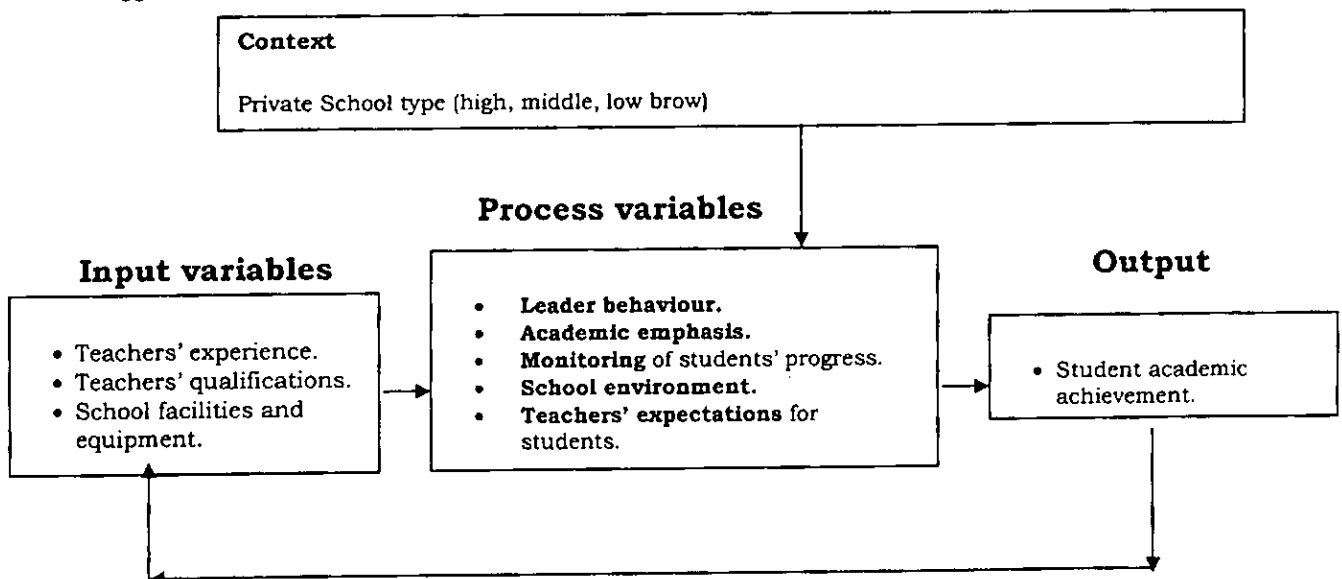 Context
Private School type (high, middle, low brow)
Process variables
Input variables
Output
• Teachers' experience.
• Teachers' qualifications.
• School facilities and
equipment.
• Leader behaviour.
• Academic emphasis.
• Monitoring of students' progress.
• School environment.
• Teachers' expectations for
students.
• Student academic
achievement.